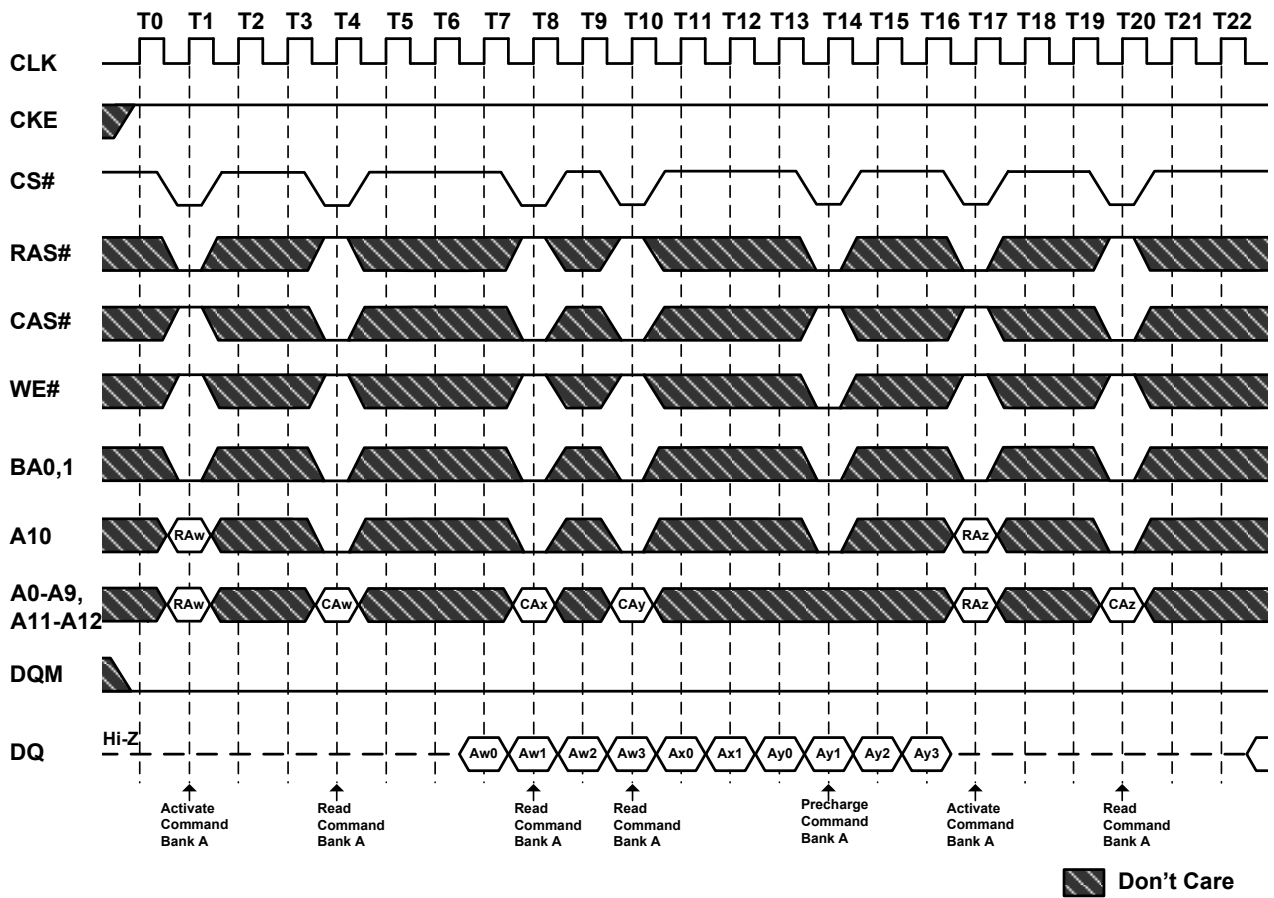 T0 T1 T2 T3 T4 T5 T6 T7 T8 T9 T10 T11 T12 T13 T14 T15 T16 T17 T18 T19 T20 T21 T22
CLK
CKE
CS#
RAS#
CAS#
WE#
BA0,1
A10 RAw RAz
A0-A9,
A11-A12 RAw CAw CAx CAy RAz CAz
DQM
DQ Hi-Z Aw0 Aw1 Aw2 Aw3 Ax0 Ax1 Ay0 Ay1 Ay2 Ay3
Activate
Command
Bank A
Read
Command
Bank A
Read
Command
Bank A
Read
Command
Bank A
Precharge
Command
Bank A
Activate
Command
Bank A
Read
Command
Bank A
Don't Care